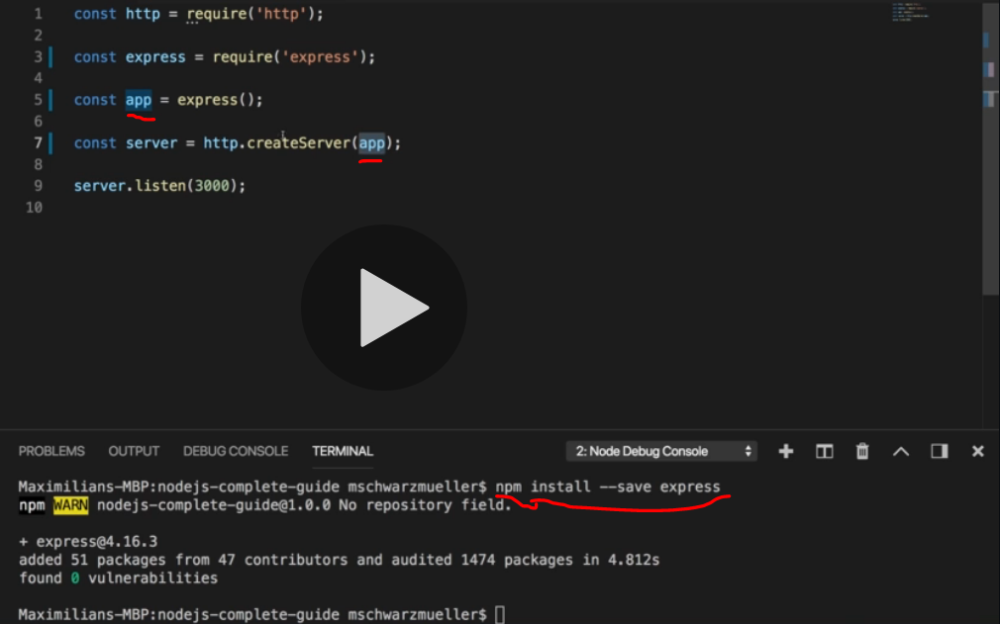 1 const http = require('http');
2
3 const express = require('express');
4
5 const app = express();
6
7 const server = http.createServer(app);
8
9 server.listen(3000);
10
PROBLEMS OUTPUT DEBUG CONSOLE TERMINAL 2: Node Debug Console
Maximilians-MBP:nodejs-complete-guide mschwarzmueller$ npm install --save express
npm WARN nodejs-complete-guide@1.0.0 No repository field.
+ express@4.16.3
added 51 packages from 47 contributors and audited 1474 packages in 4.812s
found 0 vulnerabilities
Maximilians-MBP:nodejs-complete-guide mschwarzmueller$